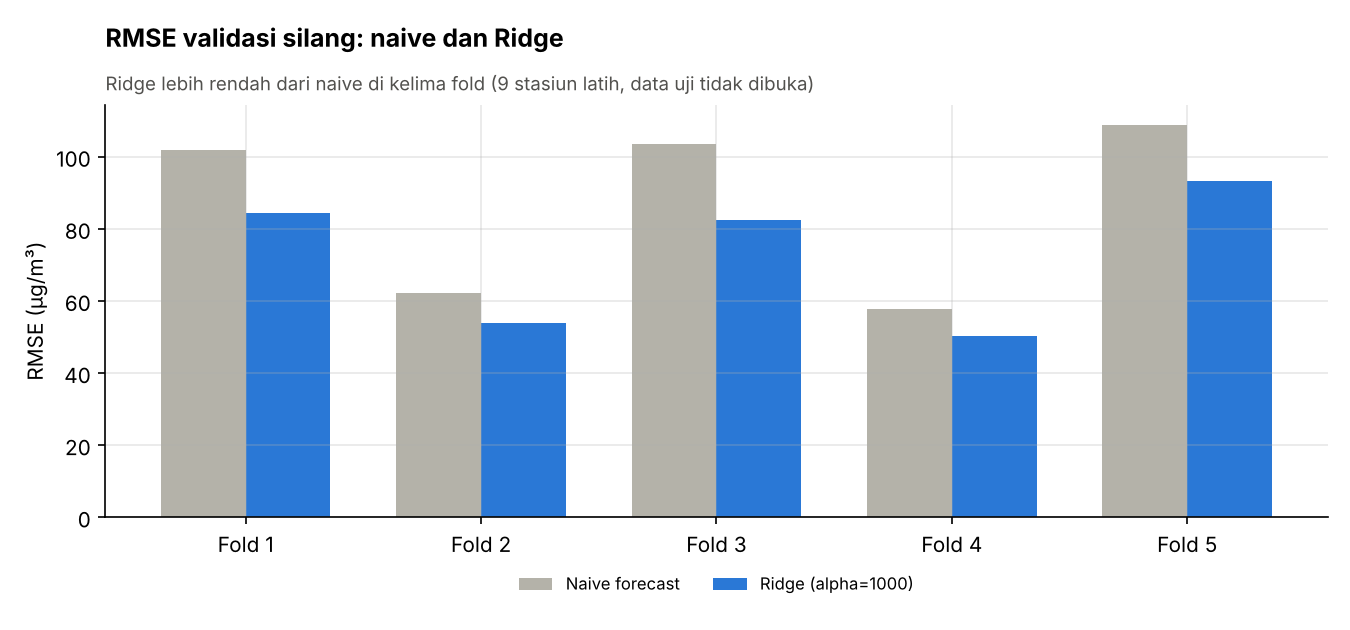 RMSE validasi silang: naive dan Ridge
Ridge lebih rendah dari naive di kelima fold (9 stasiun latih, data uji tidak dibuka)
RMSE (µg/m³)
100
80
60
40
20
0
Fold 1
Fold 2
Fold 3
Fold 4
Fold 5
Naive forecast
Ridge (alpha=1000)